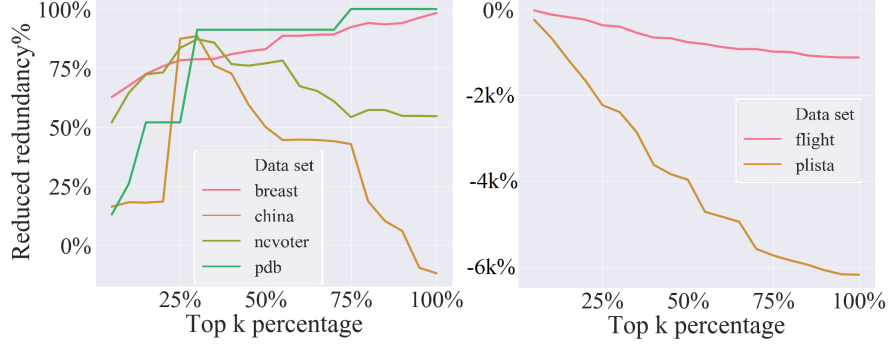 Reduced redundancy%
100%
75%
50%
25%
0%
Data set
breast
china
ncvoter
pdb
25%
50%
75%
100%
Top k percentage
0%
-2k%
-4k%
-6k%
Data set
flight
plista
25%
50%
75%
100%
Top k percentage